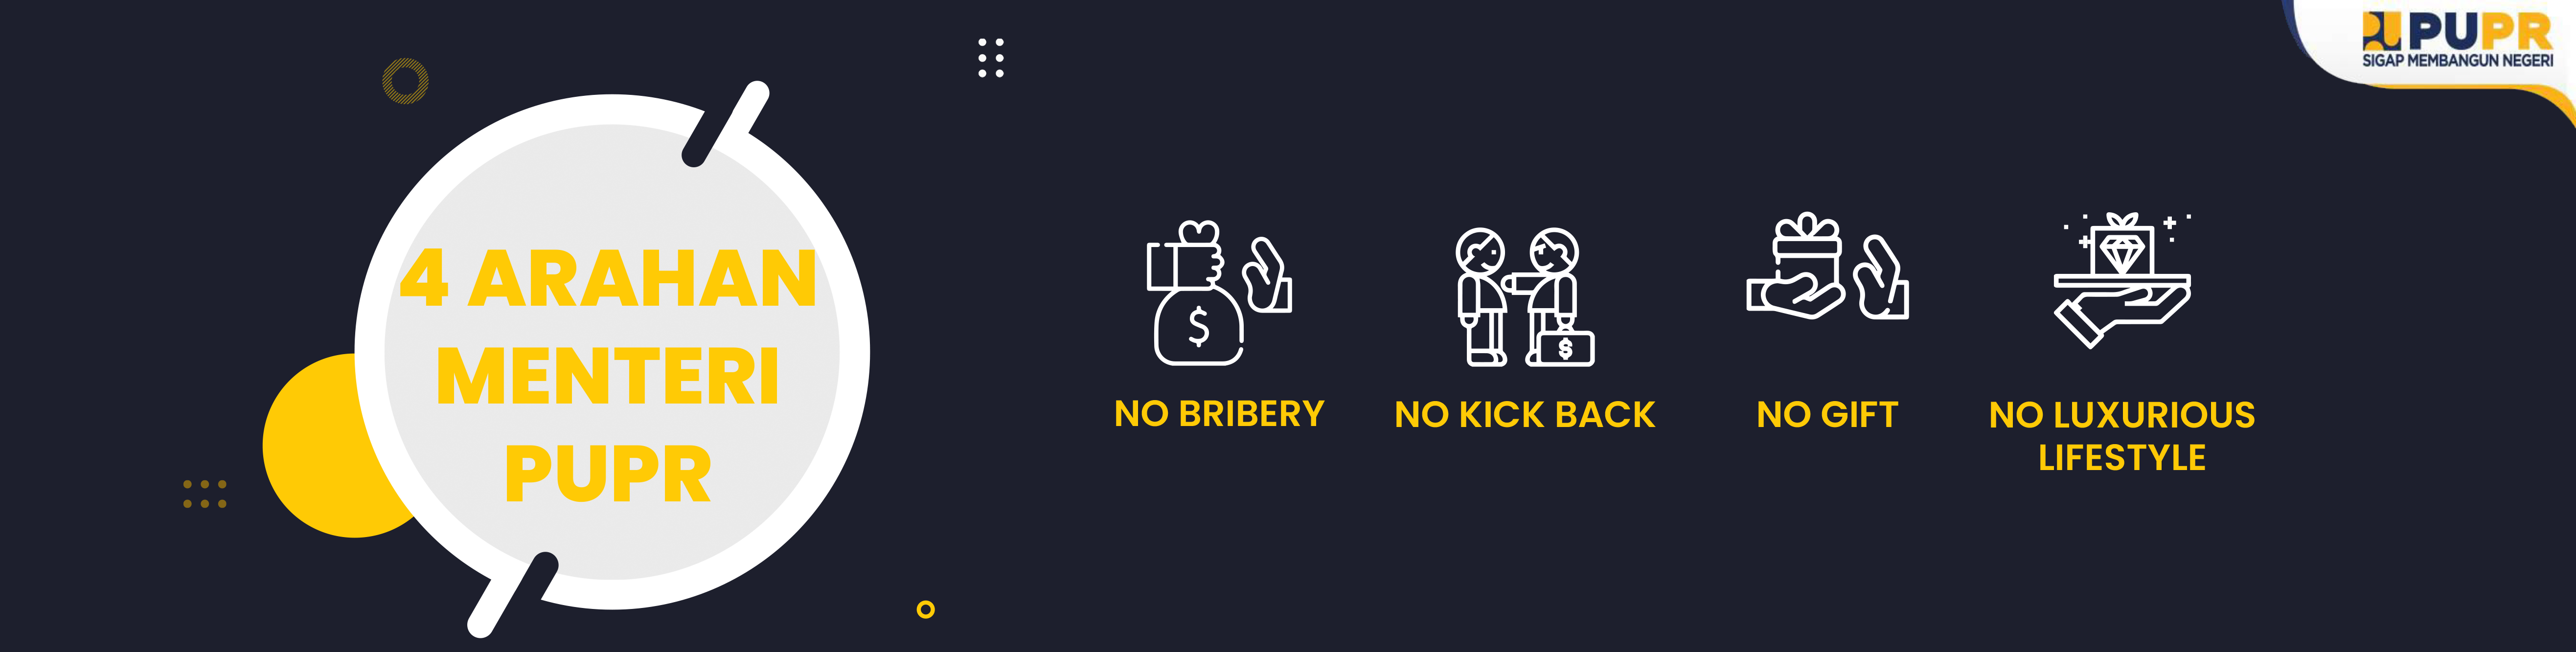 PUPR
SIGAP MEMBANGUN NEGERI
4 ARAHAN
MENTERI
PUPR
$
$
NO BRIBERY
NO KICK BACK
NO GIFT
NO LUXURIOUS
LIFESTYLE